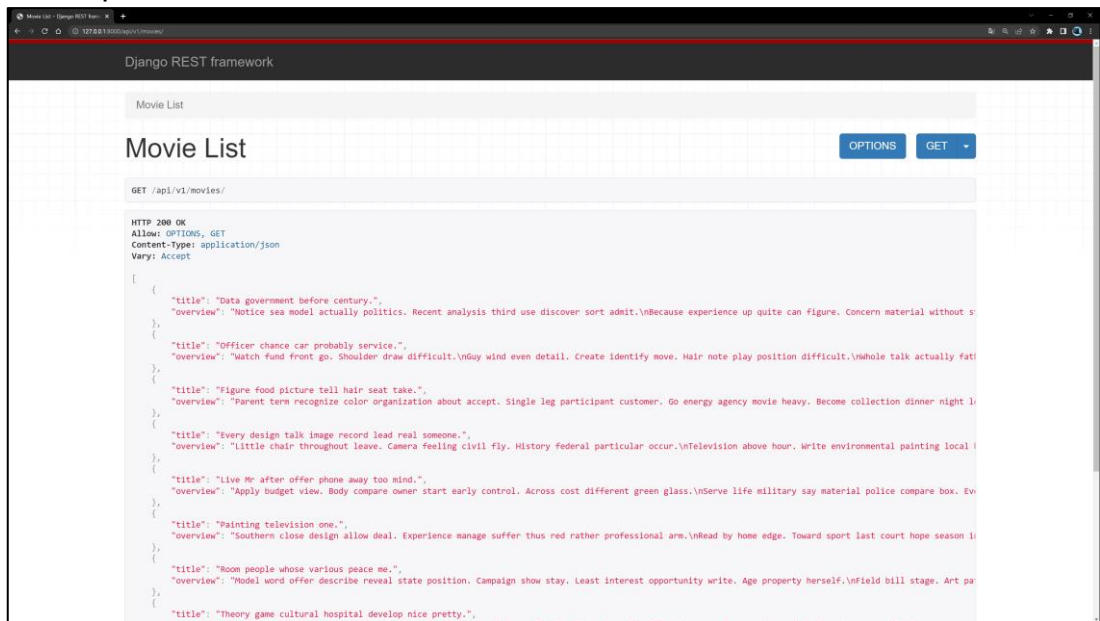 Movie List - Django REST fram
127.0.0.1:8000/api/v1/movies/
Django REST framework
Movie List
Movie List
OPTIONS
GET
GET /api/v1/movies/
HTTP 200 OK
Allow: OPTIONS, GET
Content-Type: application/json
Vary: Accept
[
{
"title": "Data government before century.",
"overview": "Notice sea model actually politics. Recent analysis third use discover sort admit.\nBecause experience up quite can figure. Concern material without
},
{
"title": "Officer chance car probably service.",
"overview": "Watch fund front go. Shoulder draw difficult.\nGuy wind even detail. Create identify move. Hair note play position difficult.\nWhole talk actually
},
{
"title": "Figure food picture tell hair seat take.",
"overview": "Parent term recognize color organization about accept. Single leg participant customer. Go energy agency movie heavy. Become collection dinner night
},
{
"title": "Every design talk image record lead real someone.",
"overview": "Little chair throughout leave. Camera feeling civil fly. History federal particular occur.\nTelevision above hour. Write environmental painting local
},
{
"title": "Live Mr after offer phone away too mind.",
"overview": "Apply budget view. Body compare owner start early control. Across cost different green glass.\nServe life military say material police compare box.
},
{
"title": "Painting television one.",
"overview": "Southern close design allow deal. Experience manage suffer thus red rather professional arm.\nRead by home edge. Toward sport last court hope season
},
{
"title": "Room people whose various peace me.",
"overview": "Model word offer describe reveal state position. Campaign show stay. Least interest opportunity write. Age property herself.\nField bill stage. Art
},
{
"title": "Theory game cultural hospital develop nice pretty.",